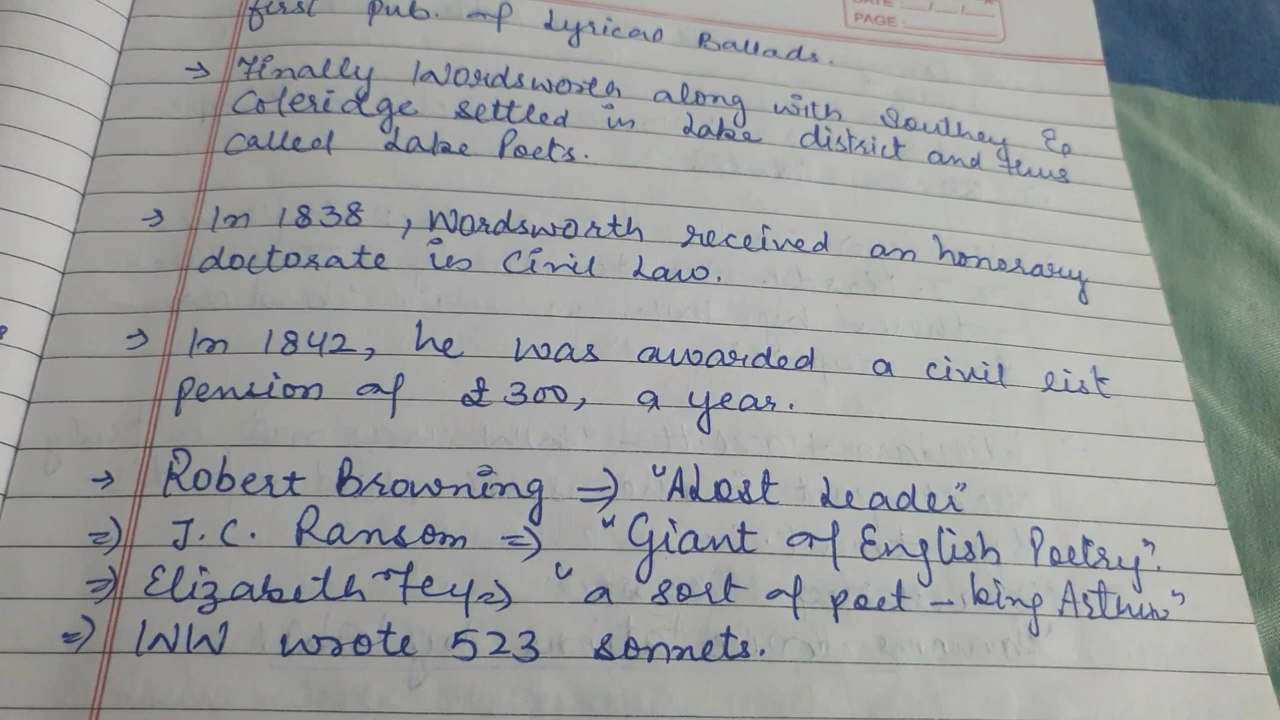 first pub. of Lyrical Ballads.
PAGE
→ Finally Wordsworth along with Southey &
Coleridge settled in Lake district and thus
called Lake Poets.
→ In 1838, Wordsworth received an honorary
doctorate in Civil Law.
→ In 1842, he was awarded a civil list
pension of £300, a year.
→ Robert Browning ⇒ "A Lost Leader"
⇒ J.C. Ransom ⇒ "Giant of English Poetry".
⇒ Elizabeth ⇒ "a sort of poet - king Arthur"
⇒ WW wrote 523 sonnets.